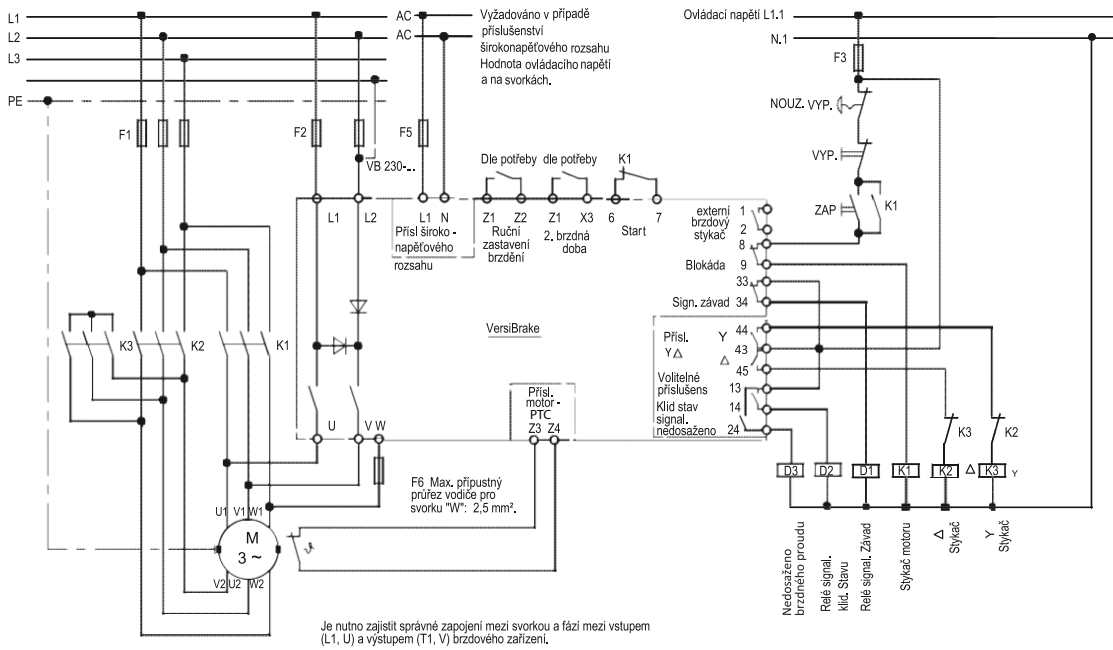 L1
L2
L3
PE
AC
AC
Vyžadováno v případě
příslušenství
širokonapěťového rozsahu
Hodnota ovládacího napětí
a na svorkách.
Ovládací napětí L1.1
N.1
F1
F2
F5
F3
VB 230-...
NOUZ. VYP.
VYP.
ZAP
K1
Dle potřeby
dle potřeby
K1
L1
L2
L1
N
Z1
Z2
Z1
X3
6
7
Přísl široko -
napěťového
rozsahu
Ruční
zastavení
brzdění
2. brzdná
doba
Start
externí
brzdový
stykač
1
2
8
Blokáda
9
33
Sign. závad
34
VersiBrake
Přísl.
Y △
Y
△
44
43
45
Volitelné
příslušens
13
Klid stav
signal.
nedosaženo
14
24
K3
K2
K1
Přísl.
motor -
PTC
Z3
Z4
U
V
W
F6 Max. přípustný
průřez vodiče pro
svorku "W": 2,5 mm².
U1
V1
W1
M
3 ~
V2
U2
W2
ϑ
K3
K2
D3
D2
D1
K1
K2
△
K3
Y
Nedosaženo
brzdného proudu
Relé signal.
klid. Stavu
Relé signal. Závad
Stykač motoru
△
Stykač
Y
Stykač
Je nutno zajistit správné zapojení mezi svorkou a fází mezi vstupem
(L1, U) a výstupem (T1, V) brzdového zařízení.